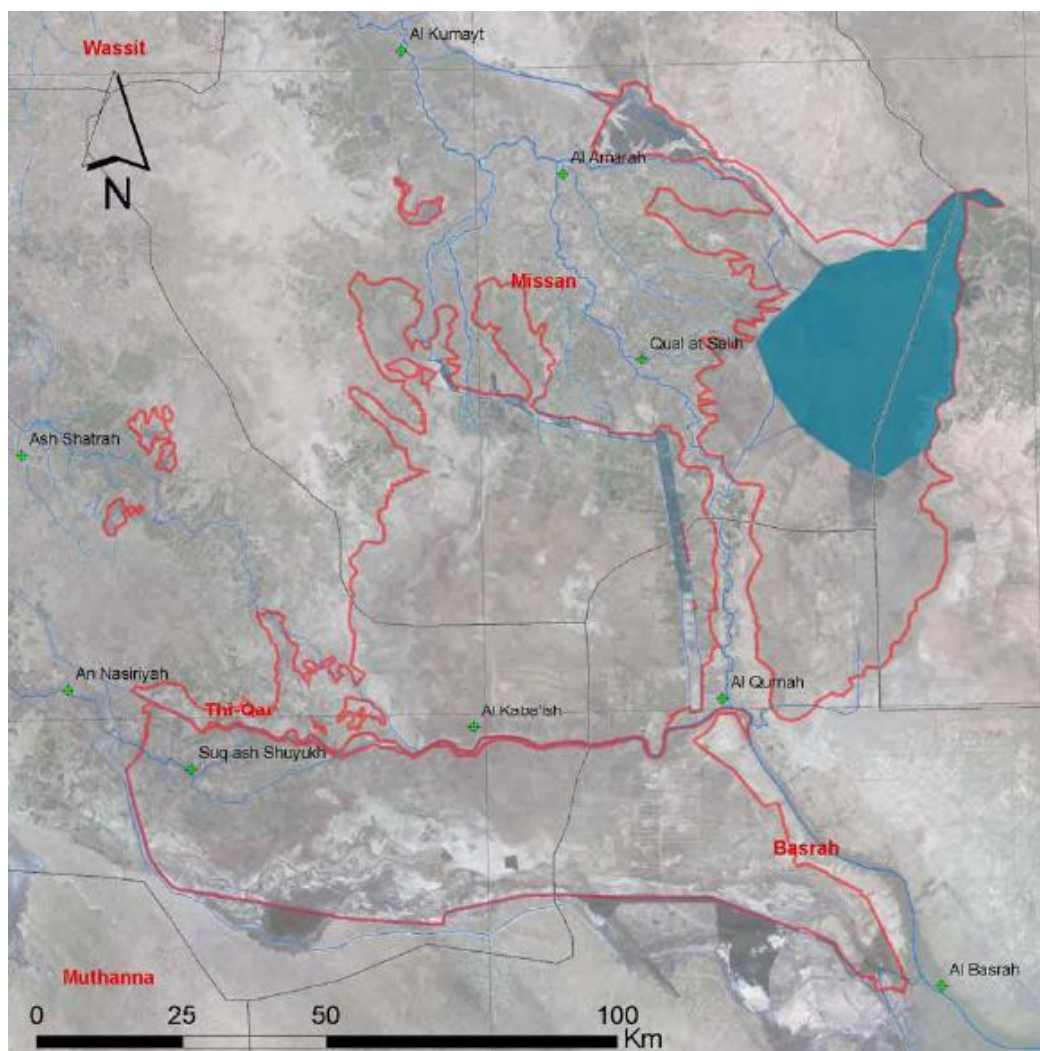 Al Kumayt
Wassit
N
Al Amarah
Missan
Qual at Salih
Ash Shatrah
An Nasiriyah
Thi-Qar
Al Kaba'ish
Al Qurnah
Suq ash Shuyukh
Basrah
Muthanna
Al Basrah
0 25 50 100
Km